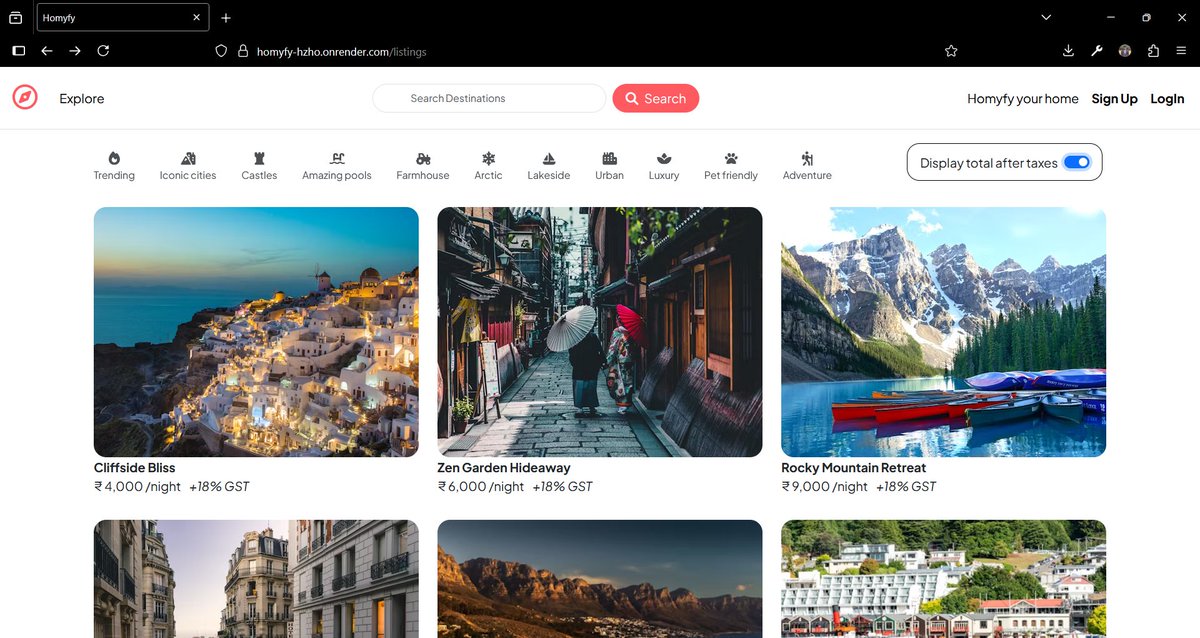 Homyfy
homyfy-hzho.onrender.com/listings
Explore
Search Destinations
Search
Homyfy your home
Sign Up
LogIn
Trending
Iconic cities
Castles
Amazing pools
Farmhouse
Arctic
Lakeside
Urban
Luxury
Pet friendly
Adventure
Display total after taxes
Cliffside Bliss
₹ 4,000 /night +18% GST
Zen Garden Hideaway
₹ 6,000 /night +18% GST
Rocky Mountain Retreat
₹ 9,000 /night +18% GST